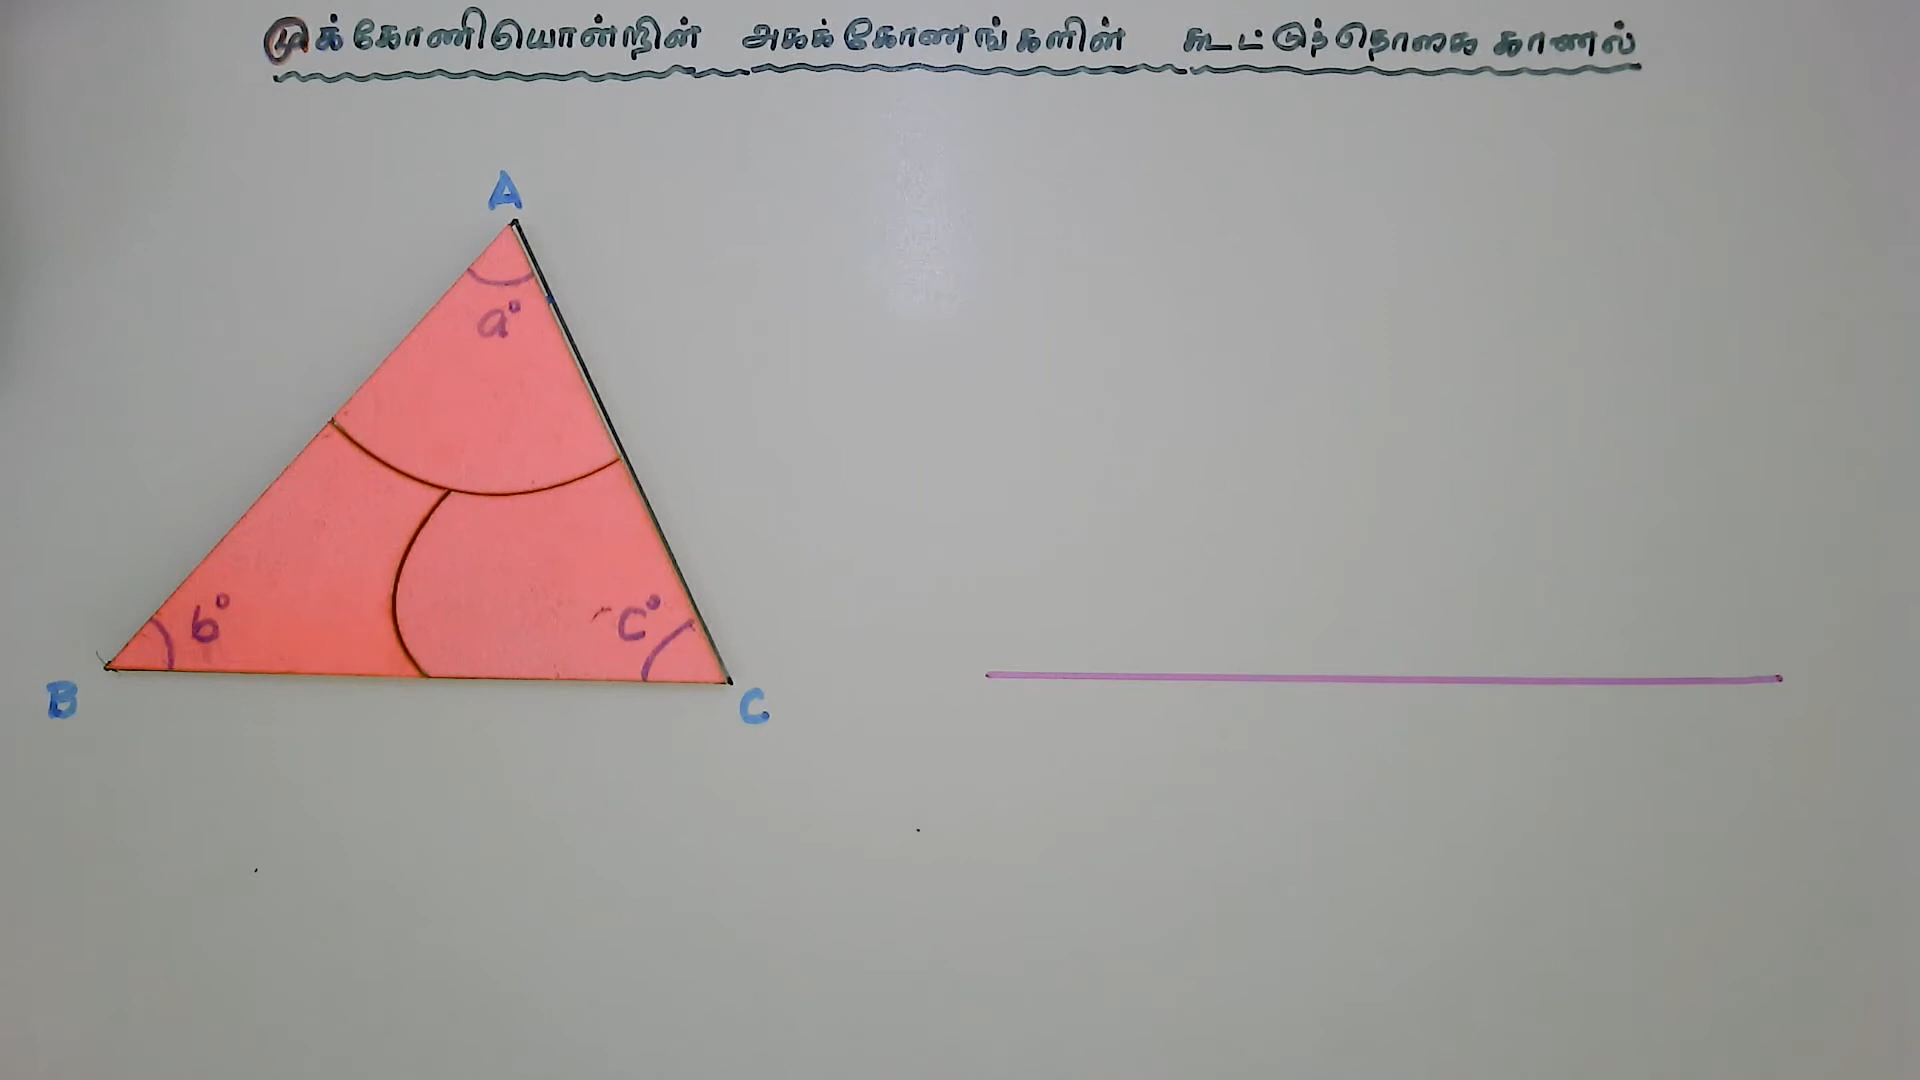 முக்கோணியொன்றின் அகக்கோணங்களின் கூட்டுத்தொகை காணல்
A
a°
b°
c°
B
C